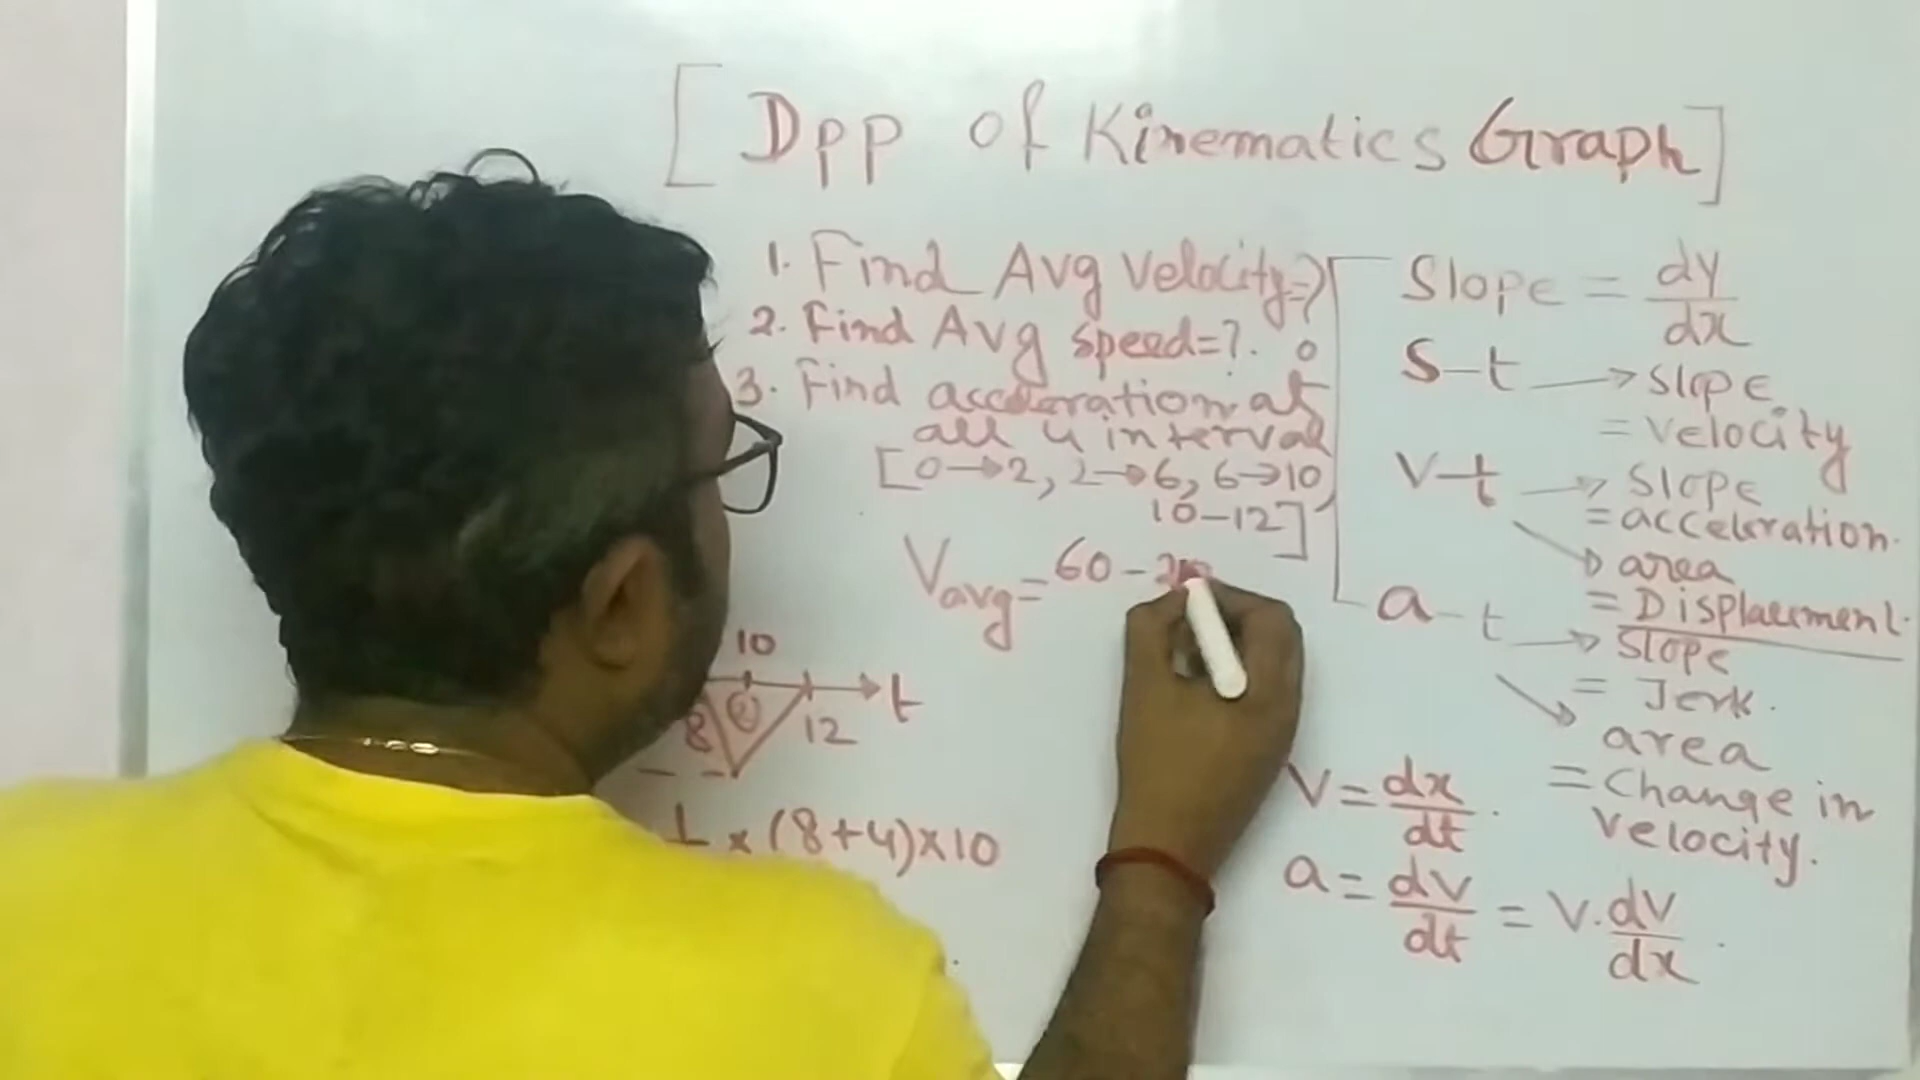 [Dpp of Kinematics Graph]
1. Find Avg velocity=?
2. Find Avg speed=?.
3. Find acceleration at
all 4 interval
[0→2, 2→6, 6→10,
10-12]
Vavg= 60 -
10
t
8
12
1 × (8+4)×10
Slope = dy/dx
S-t → slope
= velocity
v-t → slope
= acceleration.
→ area
= Displacement.
a-t → slope
= Jerk.
→ area
= Change in
velocity.
V = dx/dt.
a = dv/dt = V.dv/dx.